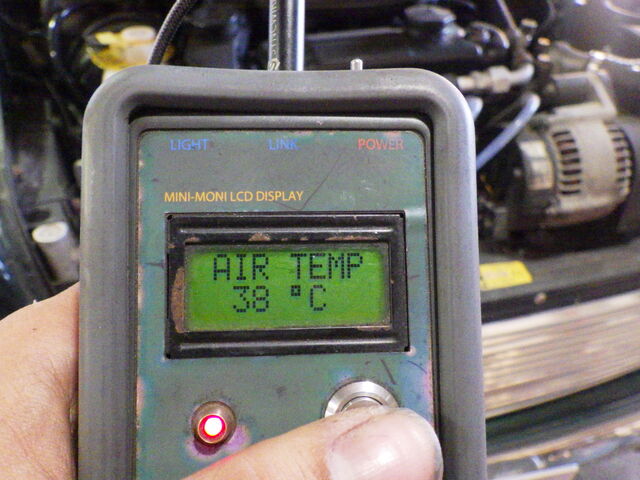 LIGHT LINK POWER
MINI-MONI LCD DISPLAY
AIR TEMP
38 °C